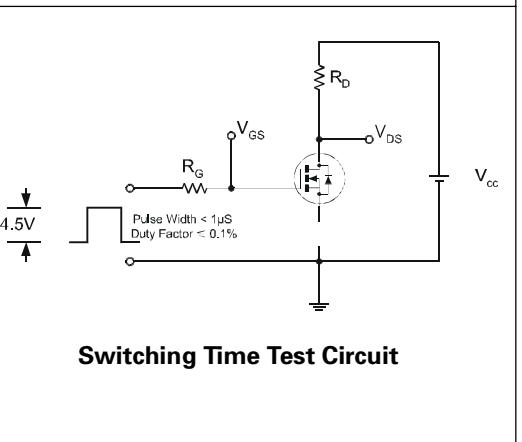 R_D
V_GS
V_DS
R_G
V_cc
4.5V
Pulse Width < 1µS
Duty Factor < 0.1%
Switching Time Test Circuit